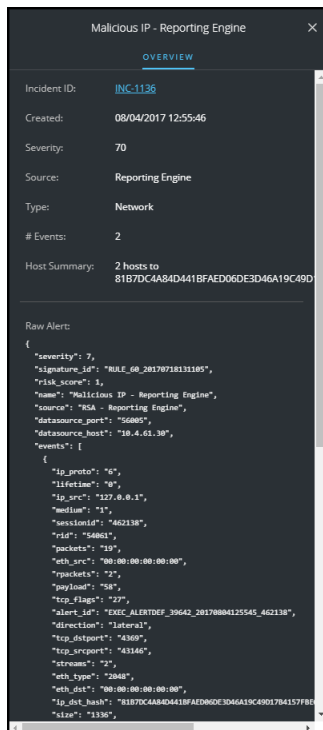 Malicious IP - Reporting Engine
OVERVIEW
Incident ID: INC-1136
Created: 08/04/2017 12:55:46
Severity: 70
Source: Reporting Engine
Type: Network
# Events: 2
Host Summary: 2 hosts to
81B7DC4A84D441BFAED06DE3D46A19C49D1
Raw Alert:
{
"severity": 7,
"signature_id": "RULE_60_20170718131105",
"risk_score": 1,
"name": "Malicious IP - Reporting Engine",
"source": "RSA - Reporting Engine",
"datasource_port": "56005",
"datasource_host": "10.4.61.30",
"events": [
{
"ip_proto": "6",
"lifetime": "0",
"ip_src": "127.0.0.1",
"medium": "1",
"sessionid": "462138",
"rid": "54061",
"packets": "19",
"eth_src": "00:00:00:00:00:00",
"rpackets": "2",
"payload": "58",
"tcp_flags": "27",
"alert_id": "EXEC_ALERTDEF_39642_20170804125545_462138",
"direction": "lateral",
"tcp_dstport": "4369",
"tcp_srcport": "43146",
"streams": "2",
"eth_type": "2048",
"eth_dst": "00:00:00:00:00:00",
"ip_dst_hash": "81B7DC4A84D441BFAED06DE3D46A19C49D17B4157FBE
"size": "1336",